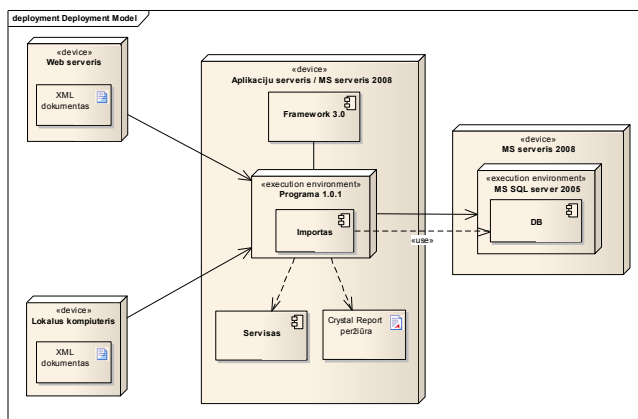 deployment Deployment Model
«device»
Web serveris
XML
dokumentas
«device»
Aplikaciju serveris / MS serveris 2008
Framework 3.0
«execution environment»
Programa 1.0.1
Importas
Servisas
Crystal Report
peržiūra
«use»
«device»
MS serveris 2008
«execution environment»
MS SQL server 2005
DB
«device»
Lokalus kompiuteris
XML
dokumentas